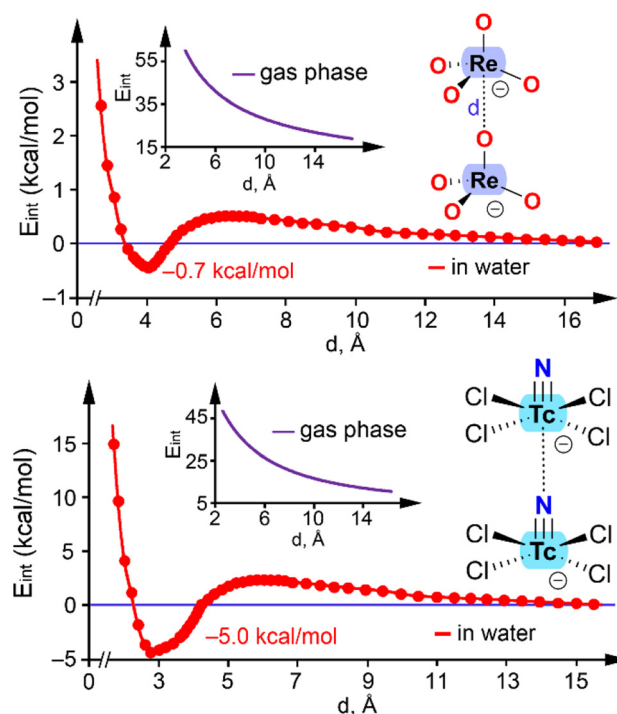 Eint (kcal/mol)
3
2
1
0
–1
0
4
6
8
10
12
14
16
d, Å
–0.7 kcal/mol
in water
Eint
55
35
15
2
6
10
14
d, Å
gas phase
O
O Re O
O ⊖
d
O
O Re O
O ⊖
Eint (kcal/mol)
15
10
5
0
–5
0
3
5
7
9
11
13
15
d, Å
–5.0 kcal/mol
in water
Eint
45
25
5
2
6
10
14
d, Å
gas phase
N
Cl Tc Cl
Cl ⊖ Cl
N
Cl Tc Cl
Cl ⊖ Cl